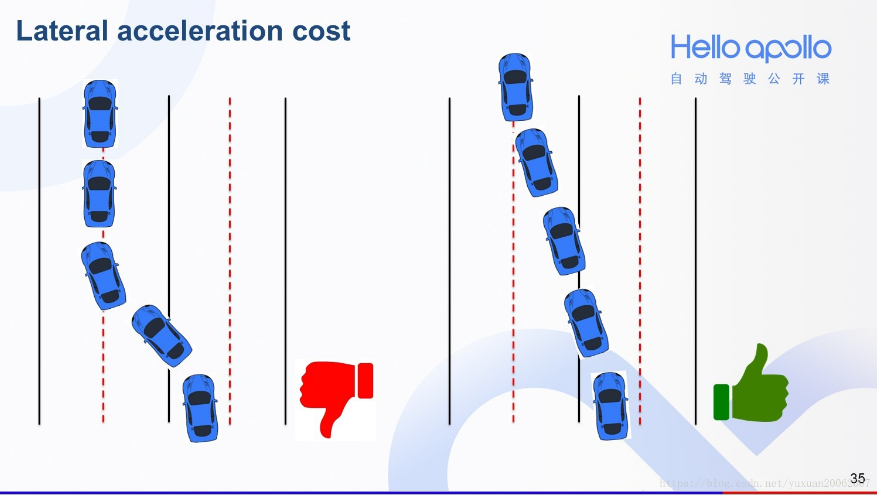 Lateral acceleration cost
Hello apollo
自动驾驶公开课
35